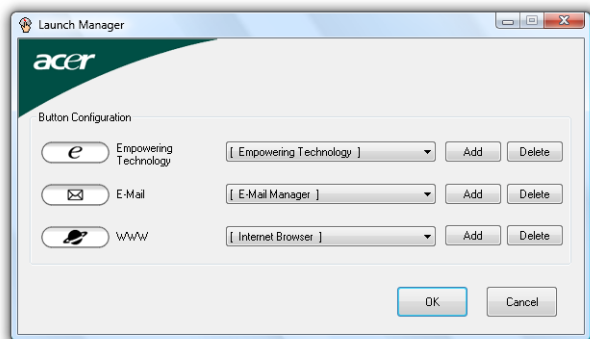 Launch Manager
acer
Button Configuration
e Empowering Technology [ Empowering Technology ] Add Delete
E-Mail [ E-Mail Manager ] Add Delete
WWW [ Internet Browser ] Add Delete
OK Cancel